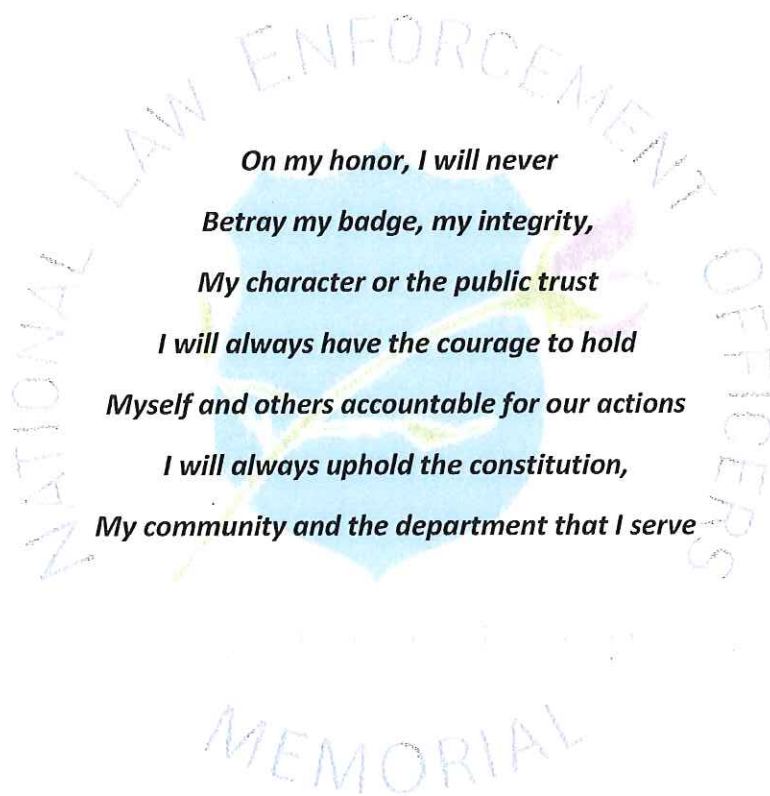 NATIONAL LAW ENFORCEMENT OFFICERS
On my honor, I will never
Betray my badge, my integrity,
My character or the public trust
I will always have the courage to hold
Myself and others accountable for our actions
I will always uphold the constitution,
My community and the department that I serve
MEMORIAL